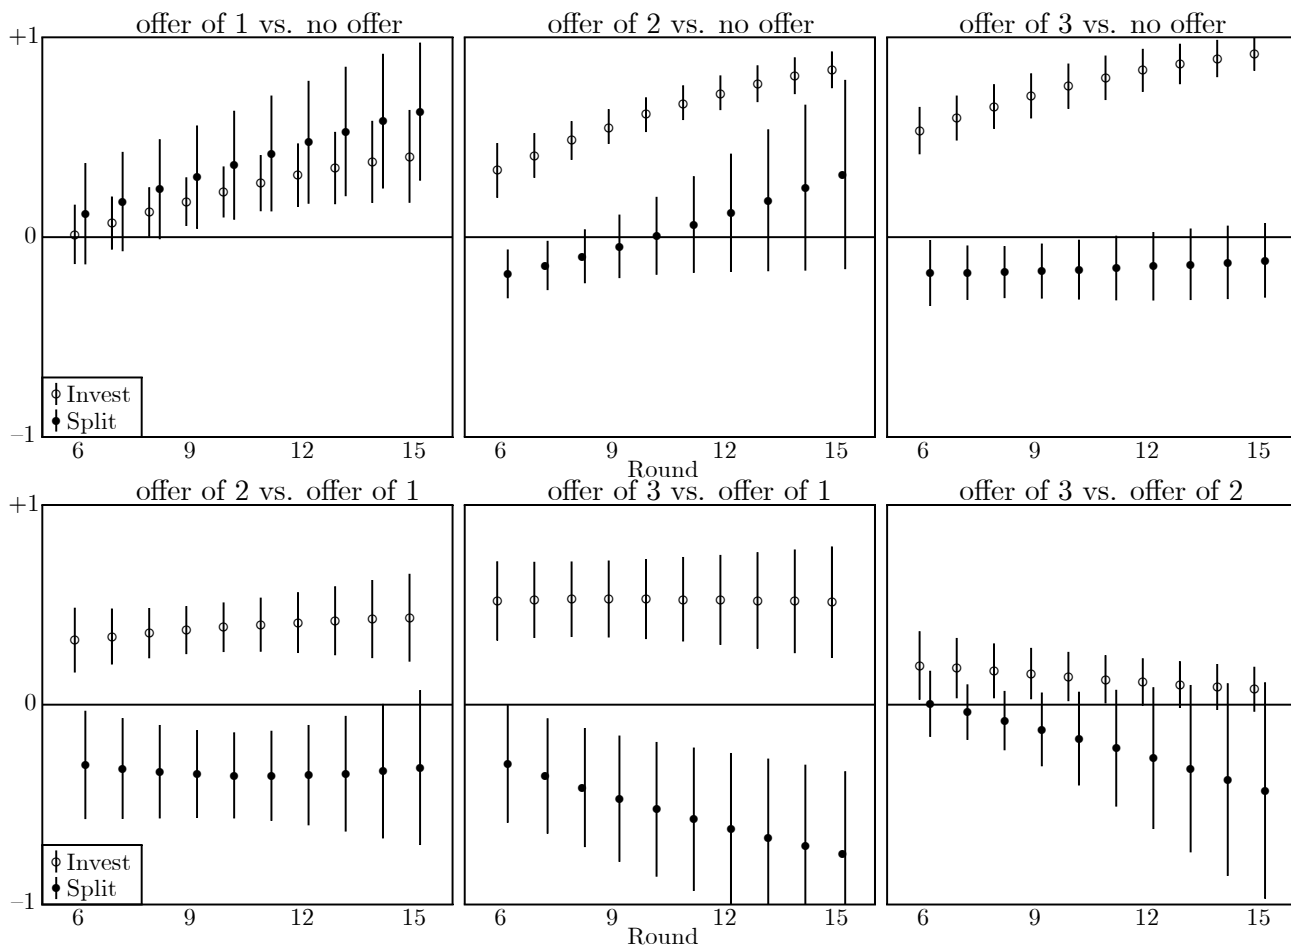 offer of 1 vs. no offer
offer of 2 vs. no offer
offer of 3 vs. no offer
+1
0
−1
Invest
Split
6 9 12 15
6 9 12 15
6 9 12 15
Round
offer of 2 vs. offer of 1
offer of 3 vs. offer of 1
offer of 3 vs. offer of 2
+1
0
−1
Invest
Split
6 9 12 15
6 9 12 15
6 9 12 15
Round